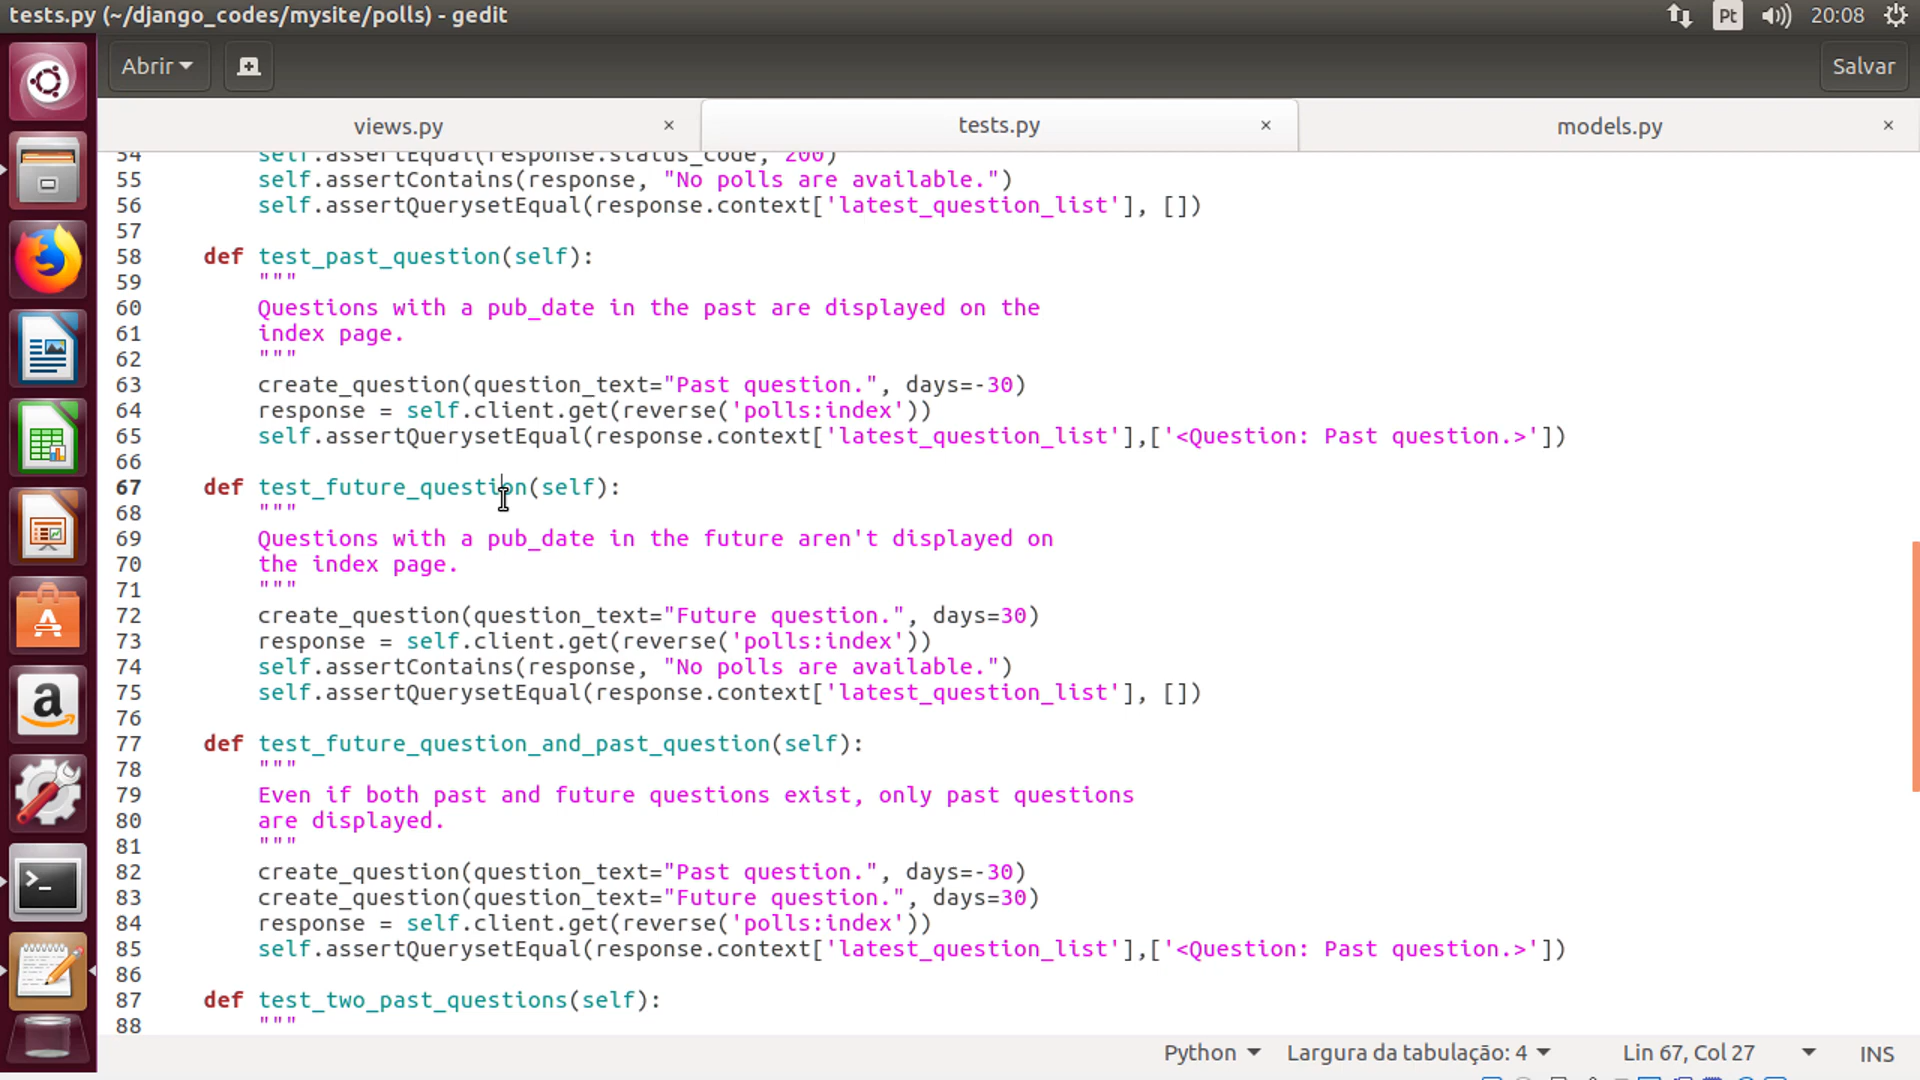 tests.py (~/django_codes/mysite/polls) - gedit
Pt
20:08
Abrir
Salvar
views.py ×
tests.py ×
models.py ×
54 self.assertEqual(response.status_code, 200)
55 self.assertContains(response, "No polls are available.")
56 self.assertQuerysetEqual(response.context['latest_question_list'], [])
57
58 def test_past_question(self):
59 """
60 Questions with a pub_date in the past are displayed on the
61 index page.
62 """
63 create_question(question_text="Past question.", days=-30)
64 response = self.client.get(reverse('polls:index'))
65 self.assertQuerysetEqual(response.context['latest_question_list'],['<Question: Past question.>'])
66
67 def test_future_question(self):
68 """
69 Questions with a pub_date in the future aren't displayed on
70 the index page.
71 """
72 create_question(question_text="Future question.", days=30)
73 response = self.client.get(reverse('polls:index'))
74 self.assertContains(response, "No polls are available.")
75 self.assertQuerysetEqual(response.context['latest_question_list'], [])
76
77 def test_future_question_and_past_question(self):
78 """
79 Even if both past and future questions exist, only past questions
80 are displayed.
81 """
82 create_question(question_text="Past question.", days=-30)
83 create_question(question_text="Future question.", days=30)
84 response = self.client.get(reverse('polls:index'))
85 self.assertQuerysetEqual(response.context['latest_question_list'],['<Question: Past question.>'])
86
87 def test_two_past_questions(self):
88 """
Python
Largura da tabulação: 4
Lin 67, Col 27
INS